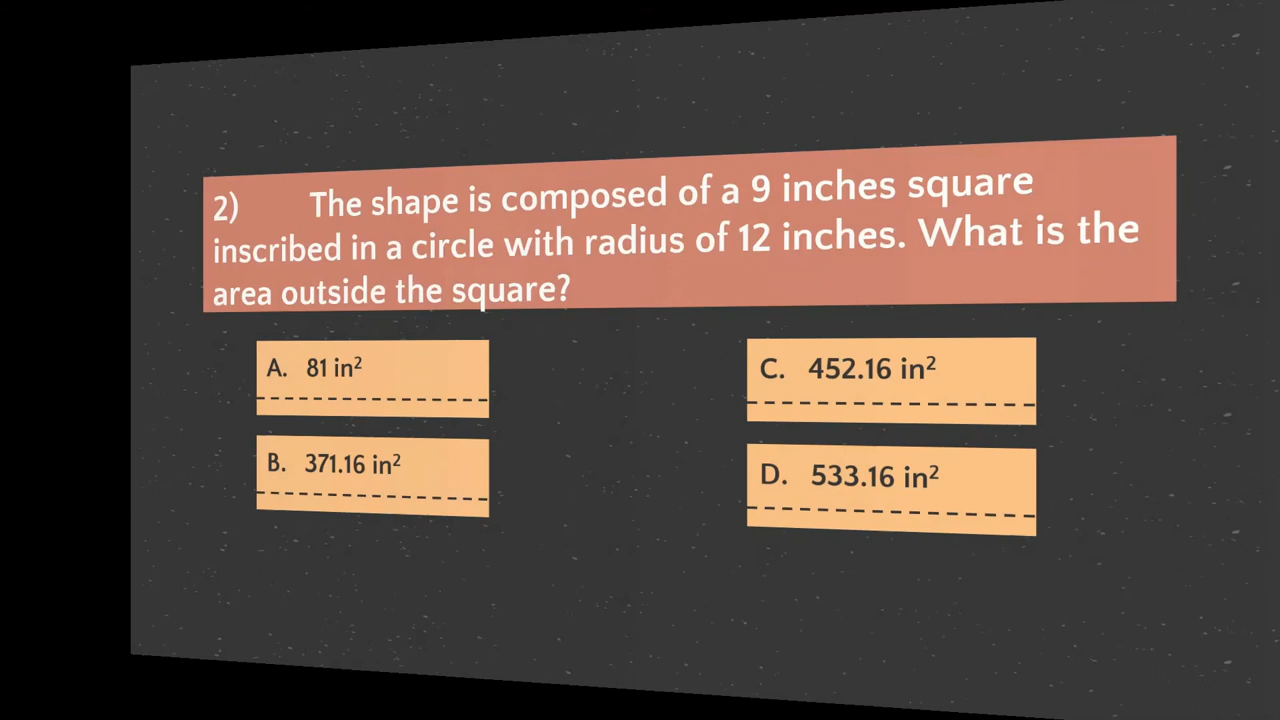 2) The shape is composed of a 9 inches square
inscribed in a circle with radius of 12 inches. What is the
area outside the square?
A. 81 in²
B. 371.16 in²
C. 452.16 in²
D. 533.16 in²